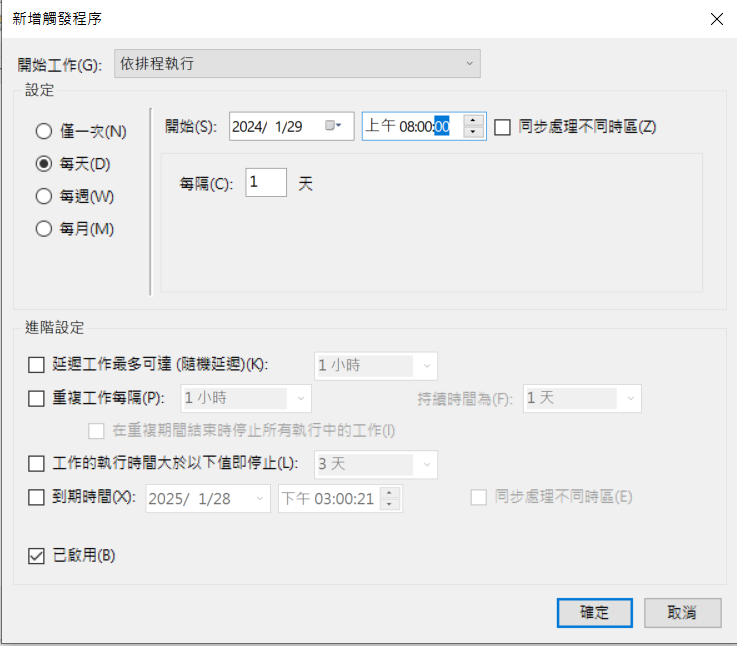 新增觸發程序
開始工作(G): 依排程執行
設定
僅一次(N)
每天(D)
每週(W)
每月(M)
開始(S): 2024/ 1/29 上午 08:00:00 同步處理不同時區(Z)
每隔(C): 1 天
進階設定
延遲工作最多可達 (隨機延遲)(K): 1 小時
重複工作每隔(P): 1 小時 持續時間為(F): 1 天
在重複期間結束時停止所有執行中的工作(I)
工作的執行時間大於以下值即停止(L): 3 天
到期時間(X): 2025/ 1/28 下午 03:00:21 同步處理不同時區(E)
已啟用(B)
確定 取消